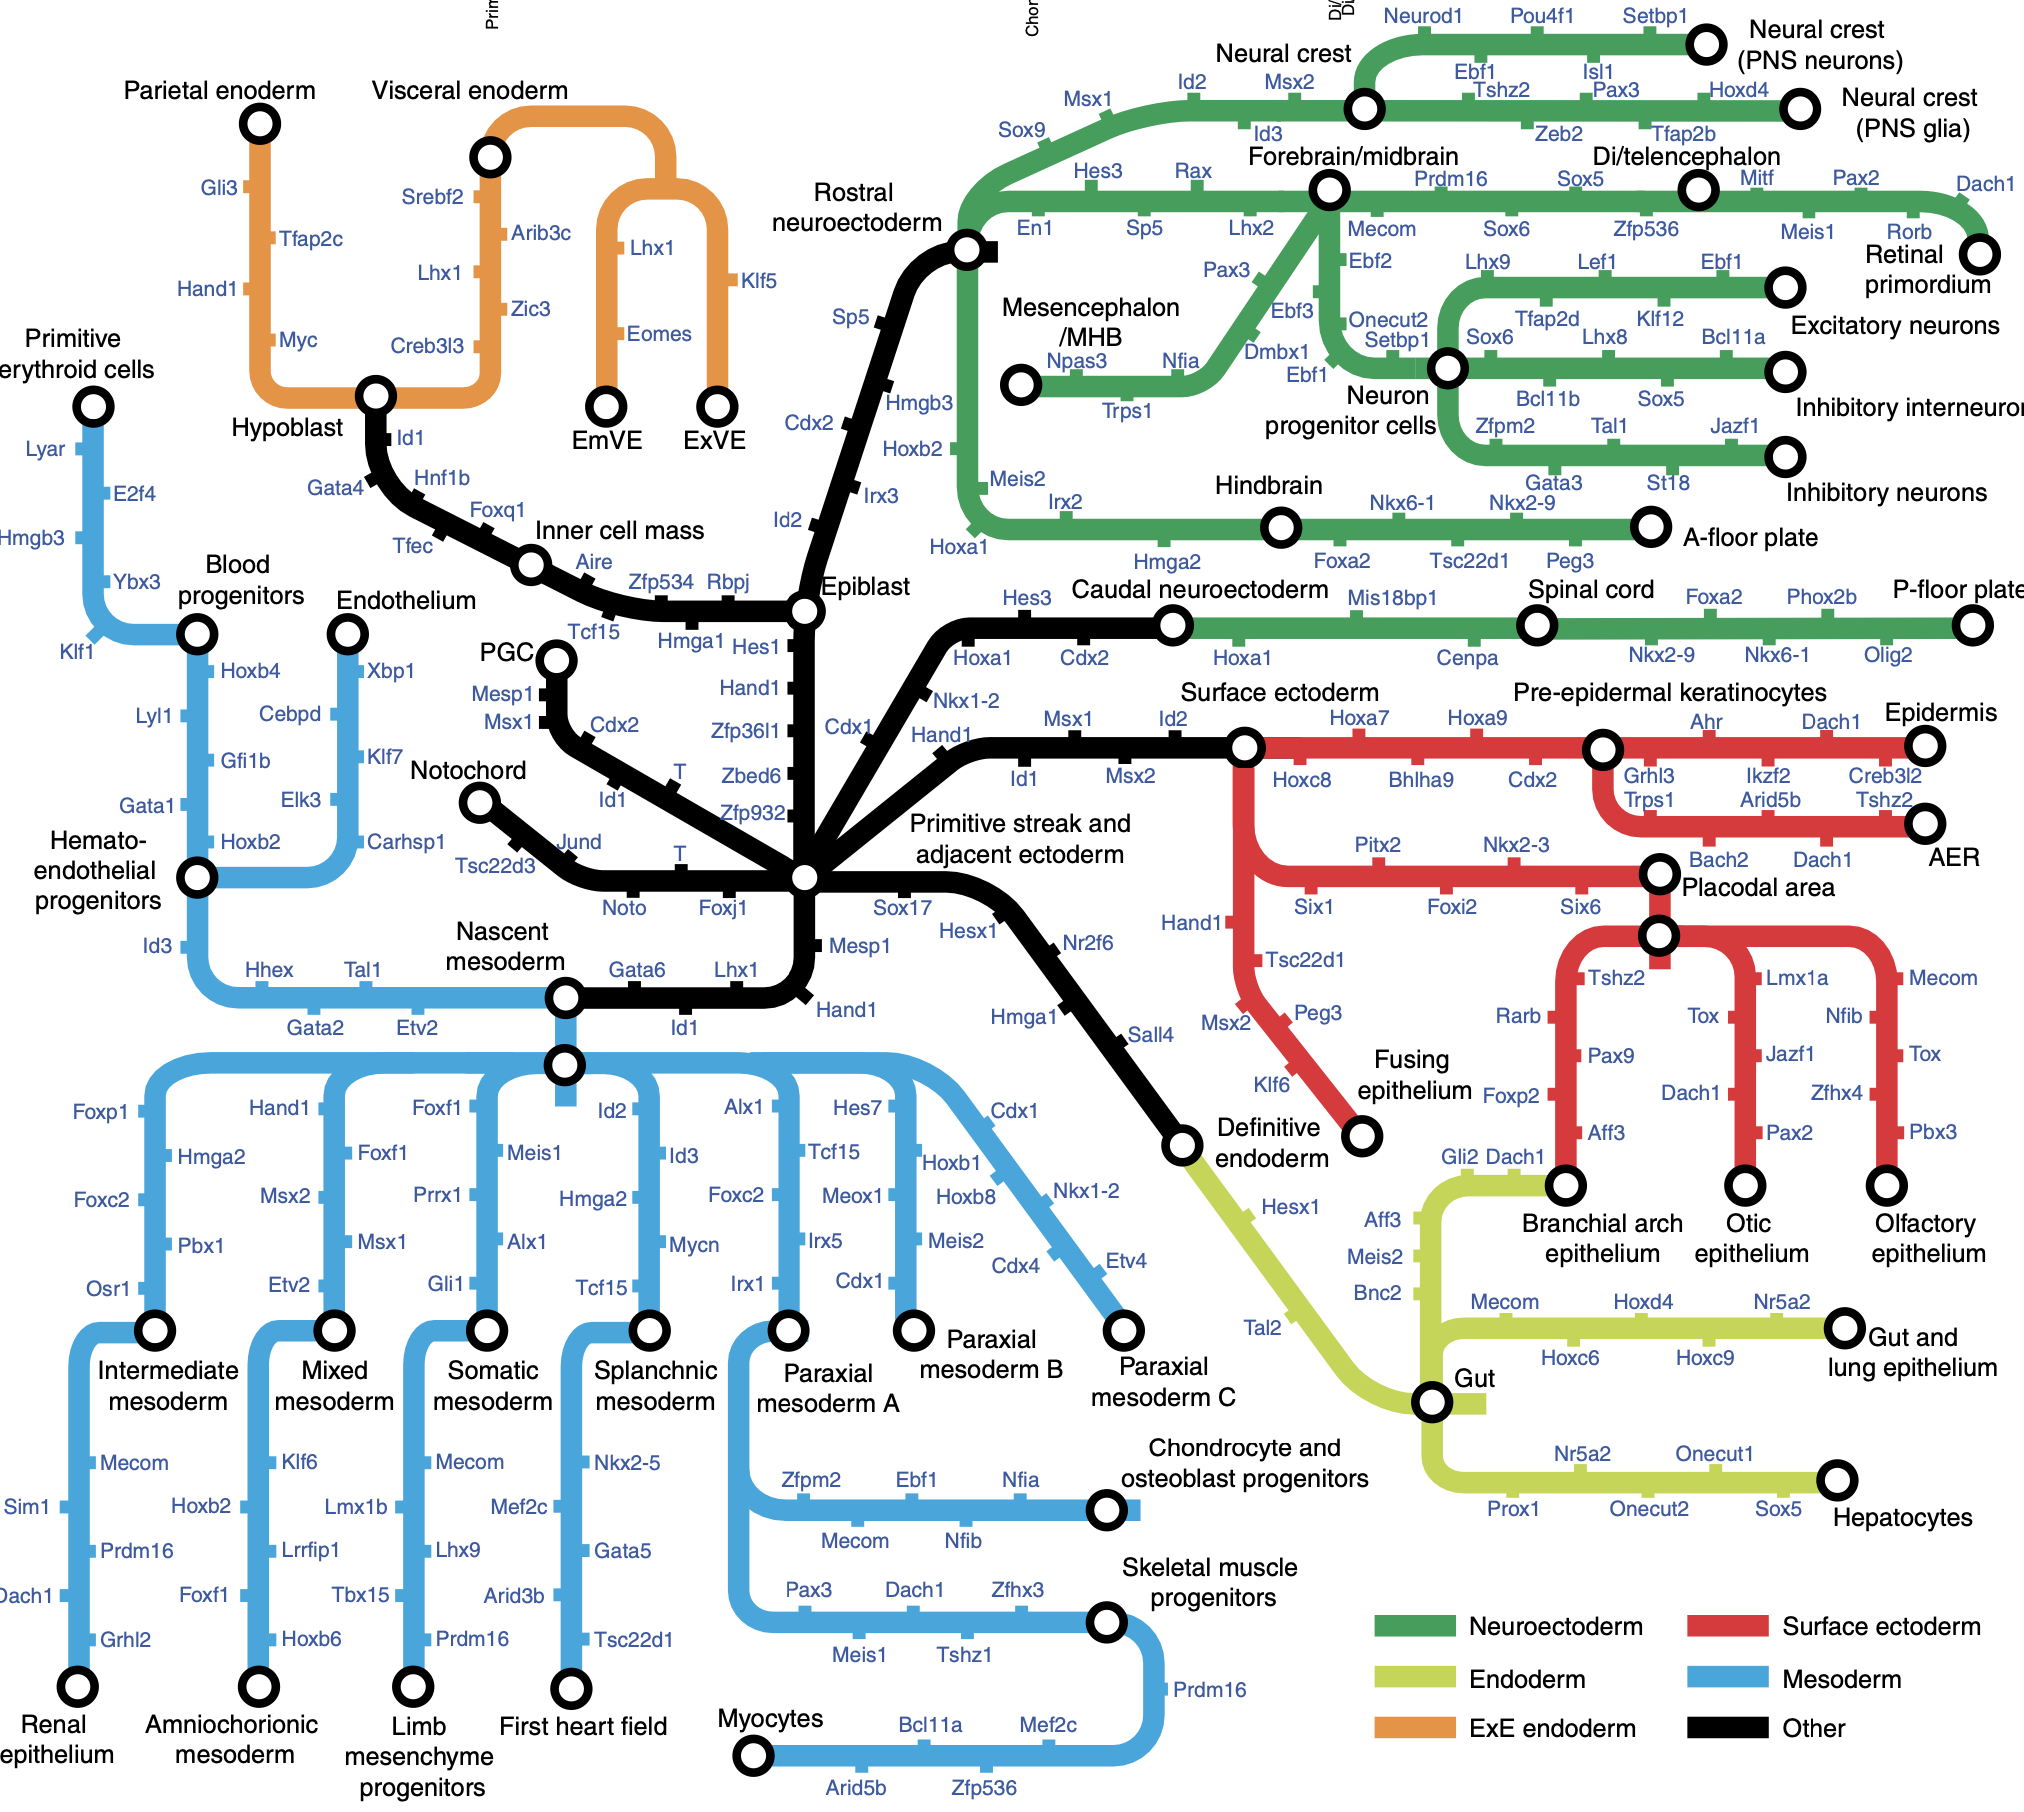 Prim
Chor
Di/
Di/
Neurod1
Pou4f1
Setbp1
Neural crest
(PNS neurons)
Neural crest
Ebf1
Isl1
Id2
Msx2
Msx1
Tshz2
Pax3
Hoxd4
Neural crest
(PNS glia)
Sox9
Id3
Zeb2
Tfap2b
Parietal enoderm
Visceral enoderm
Gli3
Tfap2c
Hand1
Myc
Srebf2
Arib3c
Lhx1
Zic3
Creb3l3
Lhx1
Klf5
Eomes
Hypoblast
EmVE
ExVE
Rostral
neuroectoderm
Hes3
Rax
Forebrain/midbrain
Prdm16
Sox5
Di/telencephalon
Mitf
Pax2
Dach1
En1
Sp5
Lhx2
Mecom
Sox6
Zfp536
Meis1
Rorb
Retinal
primordium
Pax3
Ebf2
Ebf3
Onecut2
Setbp1
Dmbx1
Ebf1
Mesencephalon
/MHB
Npas3
Nfia
Trps1
Lhx9
Lef1
Ebf1
Tfap2d
Klf12
Excitatory neurons
Sox6
Lhx8
Bcl11a
Neuron
progenitor cells
Bcl11b
Sox5
Inhibitory interneuror
Zfpm2
Tal1
Jazf1
Gata3
St18
Inhibitory neurons
Sp5
Hmgb3
Cdx2
Irx3
Id2
Hoxb2
Meis2
Hoxa1
Irx2
Hmga2
Hindbrain
Nkx6-1
Nkx2-9
Foxa2
Tsc22d1
Peg3
A-floor plate
Primitive
erythroid cells
Lyar
E2f4
Hmgb3
Ybx3
Klf1
Id1
Gata4
Hnf1b
Foxq1
Tfec
Inner cell mass
Aire
Zfp534
Rbpj
Tcf15
Hmga1
Epiblast
Blood
progenitors
Endothelium
Hoxb4
Lyl1
Gfi1b
Gata1
Hoxb2
Xbp1
Cebpd
Klf7
Elk3
Carhsp1
Hemato-
endothelial
progenitors
PGC
Mesp1
Msx1
Cdx2
Id1
T
Hes1
Hand1
Zfp36l1
Zbed6
Zfp932
Notochord
Tsc22d3
Jund
Noto
T
Foxj1
Hes3
Caudal neuroectoderm
Mis18bp1
Spinal cord
Foxa2
Phox2b
P-floor plate
Hoxa1
Cdx2
Hoxa1
Cenpa
Nkx2-9
Nkx6-1
Olig2
Nkx1-2
Cdx1
Hand1
Msx1
Id2
Id1
Msx2
Surface ectoderm
Hoxa7
Hoxa9
Hoxc8
Bhlha9
Cdx2
Pre-epidermal keratinocytes
Ahr
Dach1
Epidermis
Grhl3
Ikzf2
Creb3l2
Trps1
Arid5b
Tshz2
Bach2
Dach1
AER
Primitive streak and
adjacent ectoderm
Pitx2
Nkx2-3
Six1
Foxi2
Six6
Placodal area
Hand1
Tsc22d1
Msx2
Peg3
Klf6
Fusing
epithelium
Tshz2
Rarb
Pax9
Foxp2
Aff3
Lmx1a
Tox
Jazf1
Dach1
Pax2
Mecom
Nfib
Tox
Zfhx4
Pbx3
Branchial arch
epithelium
Otic
epithelium
Olfactory
epithelium
Sox17
Hesx1
Nr2f6
Hmga1
Sall4
Definitive
endoderm
Hesx1
Tal2
Gut
Gli2
Dach1
Aff3
Meis2
Bnc2
Mecom
Hoxd4
Nr5a2
Hoxc6
Hoxc9
Gut and
lung epithelium
Nr5a2
Onecut1
Prox1
Onecut2
Sox5
Hepatocytes
Mesp1
Hand1
Gata6
Lhx1
Id1
Nascent
mesoderm
Id3
Hhex
Tal1
Gata2
Etv2
Foxp1
Hmga2
Foxc2
Pbx1
Osr1
Hand1
Foxf1
Msx2
Msx1
Etv2
Foxf1
Meis1
Prrx1
Alx1
Gli1
Id2
Id3
Hmga2
Mycn
Tcf15
Alx1
Tcf15
Foxc2
Irx5
Irx1
Hes7
Hoxb1
Meox1
Meis2
Cdx1
Cdx1
Hoxb8
Nkx1-2
Cdx4
Etv4
Intermediate
mesoderm
Mixed
mesoderm
Somatic
mesoderm
Splanchnic
mesoderm
Paraxial
mesoderm A
Paraxial
mesoderm B
Paraxial
mesoderm C
Mecom
Sim1
Prdm16
Dach1
Grhl2
Klf6
Hoxb2
Lrrfip1
Foxf1
Hoxb6
Mecom
Lmx1b
Lhx9
Tbx15
Prdm16
Nkx2-5
Mef2c
Gata5
Arid3b
Tsc22d1
Chondrocyte and
osteoblast progenitors
Zfpm2
Ebf1
Nfia
Mecom
Nfib
Skeletal muscle
progenitors
Pax3
Dach1
Zfhx3
Meis1
Tshz1
Prdm16
Myocytes
Bcl11a
Mef2c
Arid5b
Zfp536
Renal
epithelium
Amniochorionic
mesoderm
Limb
mesenchyme
progenitors
First heart field
Neuroectoderm
Surface ectoderm
Endoderm
Mesoderm
ExE endoderm
Other